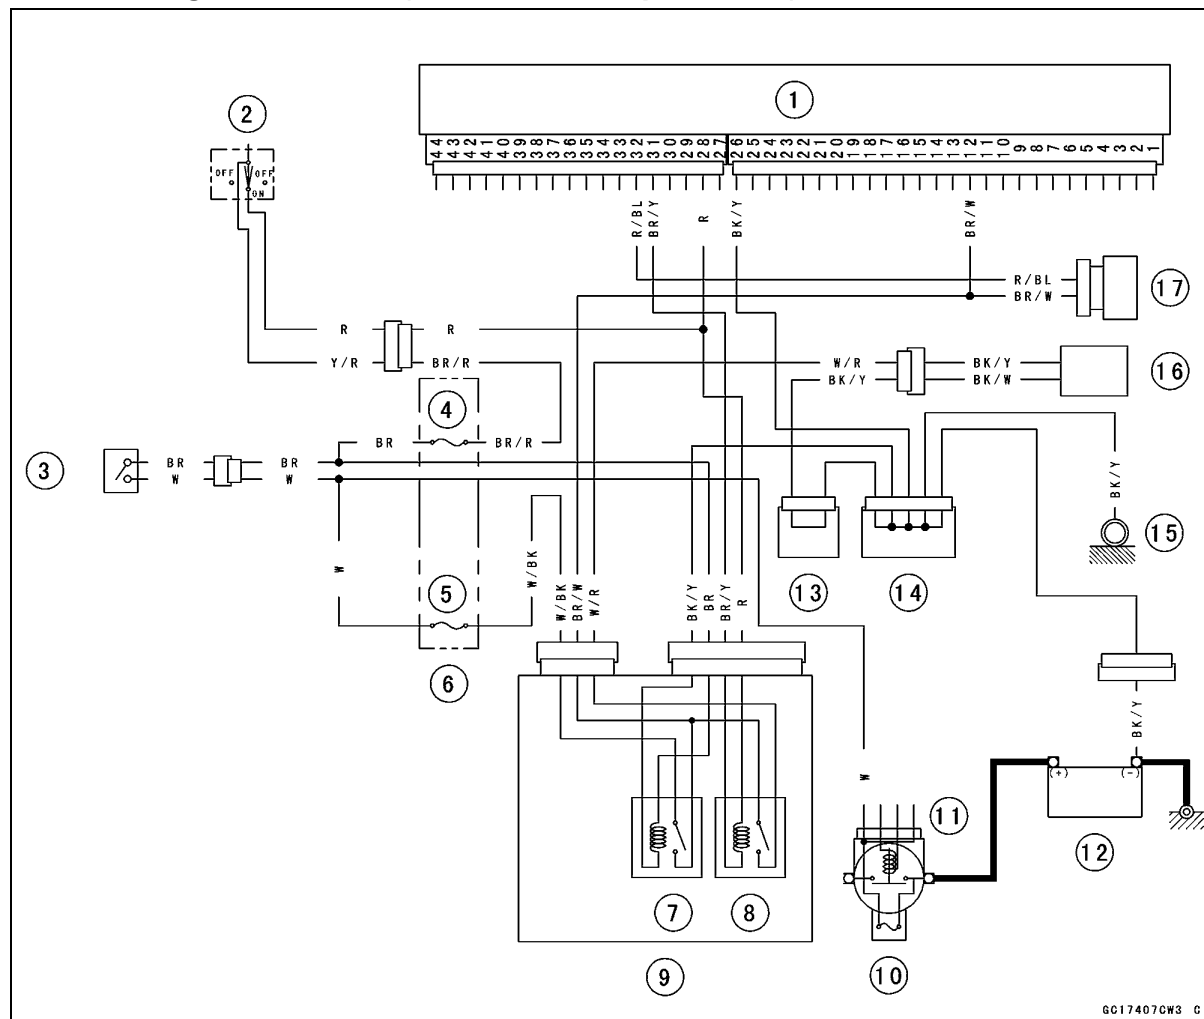 1
2
OFF OFF
ON
44 43 42 41 40 39 38 37 36 35 34 33 32 31 30 29 28 27 26 25 24 23 22 21 20 19 18 17 16 15 14 13 12 11 10 9 8 7 6 5 4 3 2 1
R/BL BR/Y R BK/Y BR/W
R/BL
BR/W
17
R R
Y/R BR/R
W/R BK/Y
BK/Y BK/W
16
4
BR BR/R
3
BR BR
W W
BK/Y
15
W
5
W/BK
W/BK BR/W W/R BK/Y BR BR/Y R
13
14
6
BK/Y
W
(+) (-)
11
12
7
8
9
10
GC17407CW3 C